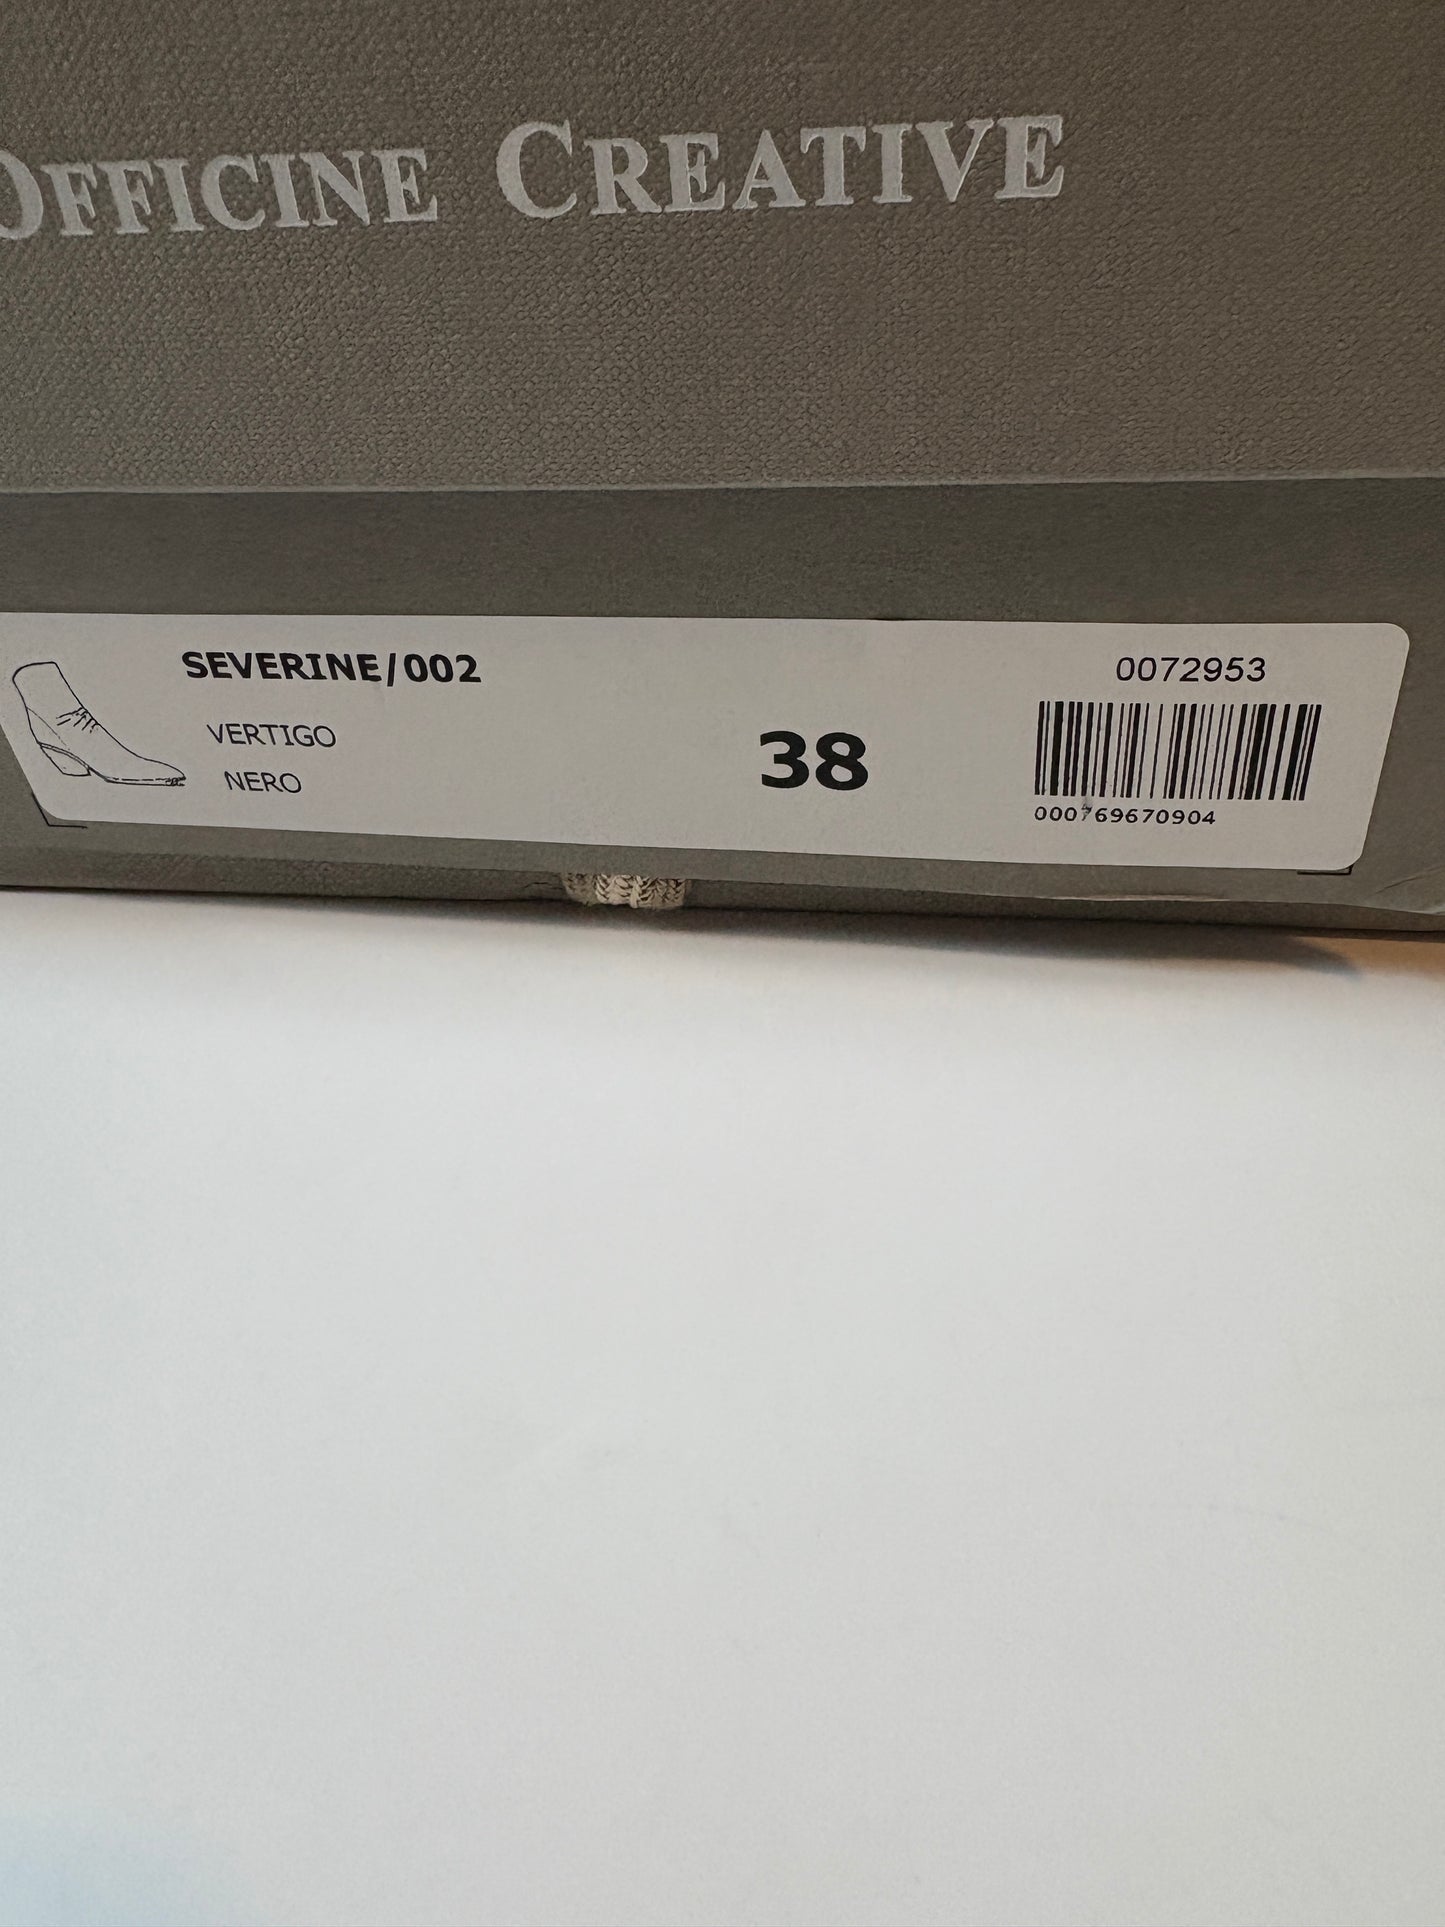 OFFICINE CREATIVE
SEVERINE/002
VERTIGO
NERO
38
0072953
000769670904